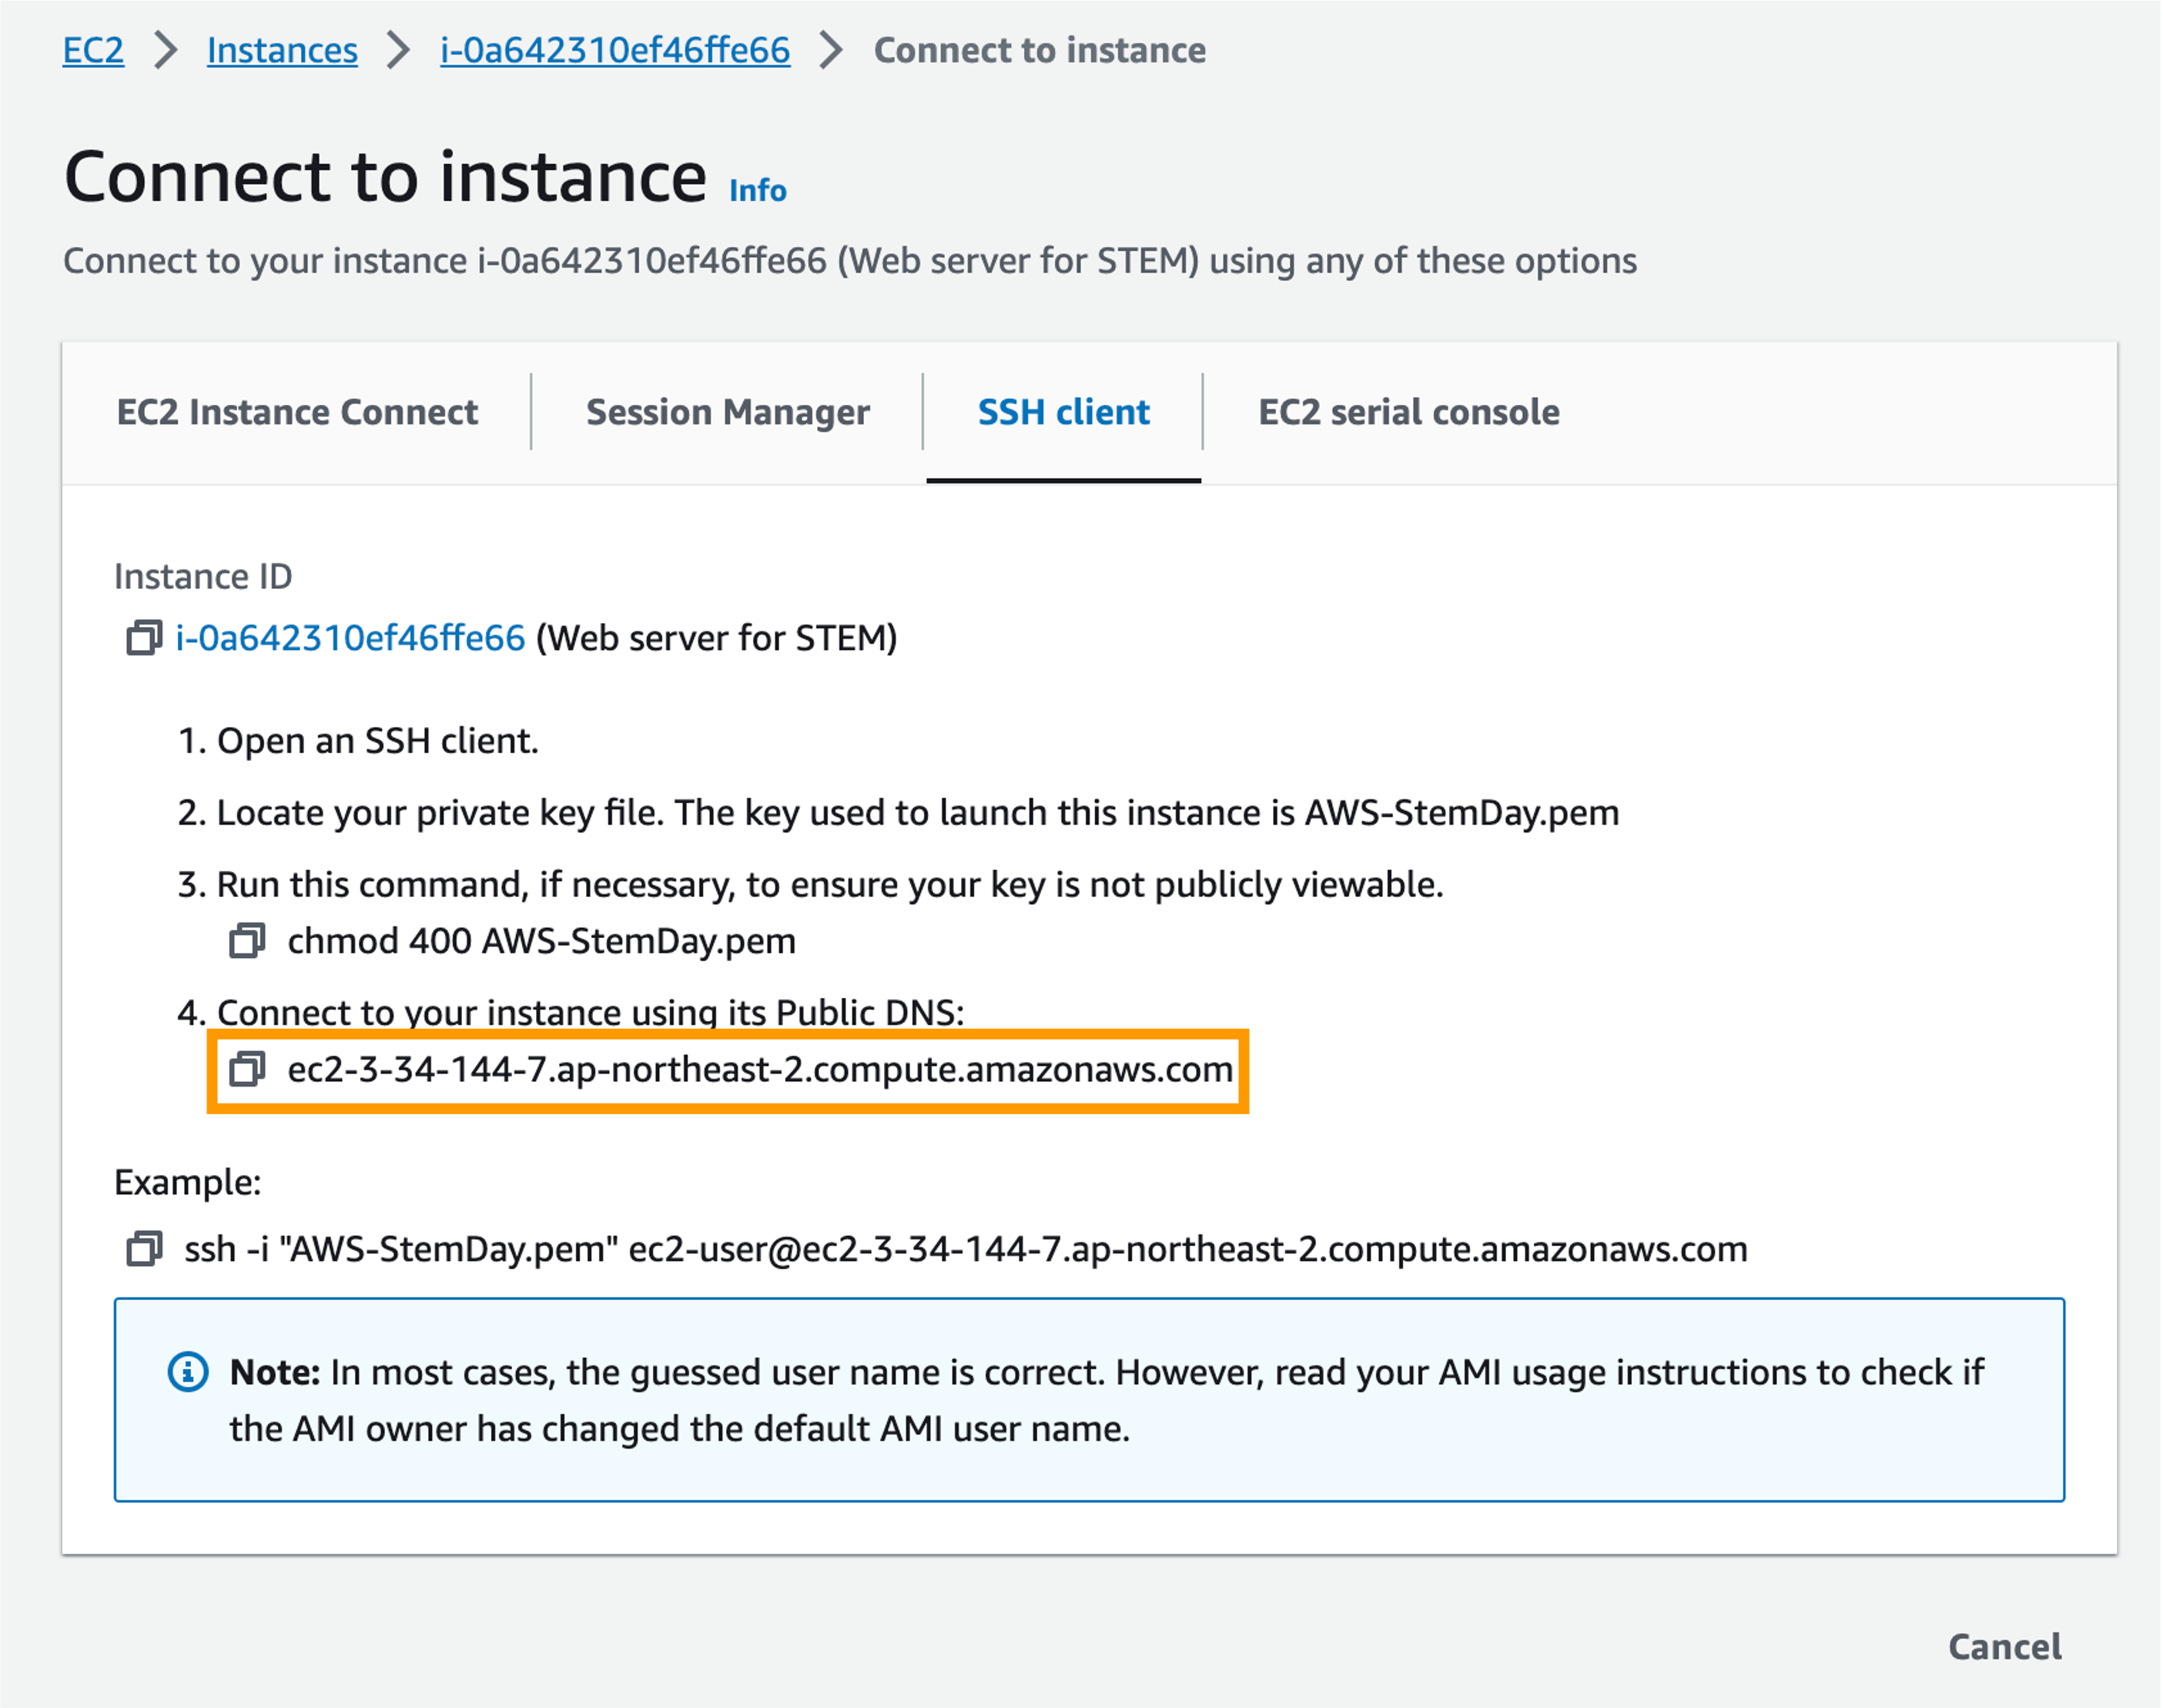 EC2 > Instances > i-0a642310ef46ffe66 > Connect to instance
Connect to instance Info
Connect to your instance i-0a642310ef46ffe66 (Web server for STEM) using any of these options
EC2 Instance Connect Session Manager SSH client EC2 serial console
Instance ID
i-0a642310ef46ffe66 (Web server for STEM)
1. Open an SSH client.
2. Locate your private key file. The key used to launch this instance is AWS-StemDay.pem
3. Run this command, if necessary, to ensure your key is not publicly viewable.
chmod 400 AWS-StemDay.pem
4. Connect to your instance using its Public DNS:
ec2-3-34-144-7.ap-northeast-2.compute.amazonaws.com
Example:
ssh -i "AWS-StemDay.pem" ec2-user@ec2-3-34-144-7.ap-northeast-2.compute.amazonaws.com
Note: In most cases, the guessed user name is correct. However, read your AMI usage instructions to check if
the AMI owner has changed the default AMI user name.
Cancel